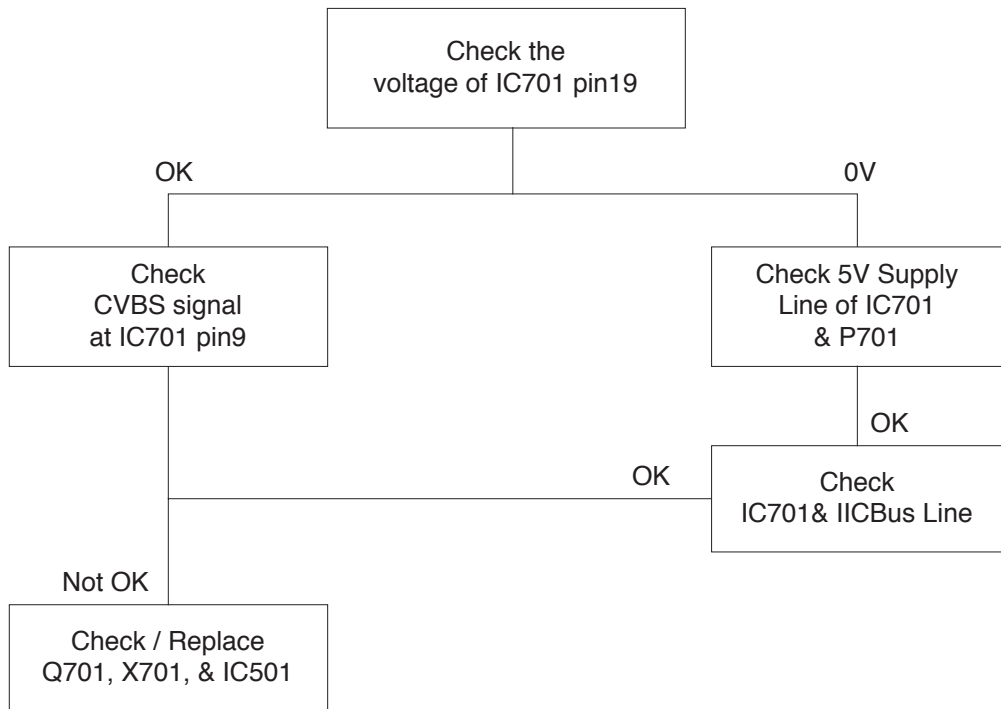 Check the
voltage of IC701 pin19
OK
0V
Check
CVBS signal
at IC701 pin9
Check 5V Supply
Line of IC701
& P701
OK
OK
Check
IC701& IICBus Line
Not OK
Check / Replace
Q701, X701, & IC501